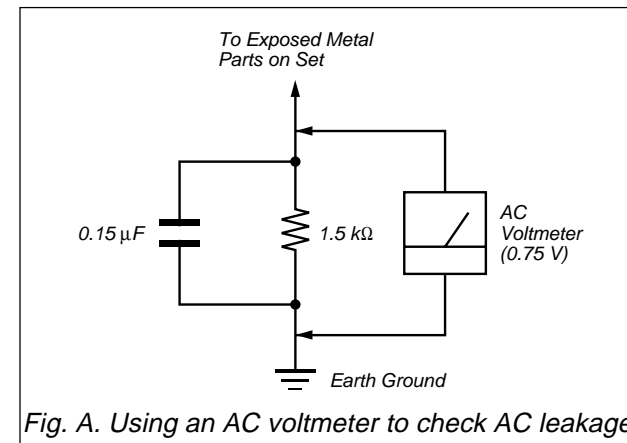 To Exposed Metal
Parts on Set
0.15 µF
1.5 kΩ
AC
Voltmeter
(0.75 V)
Earth Ground
Fig. A. Using an AC voltmeter to check AC leakage